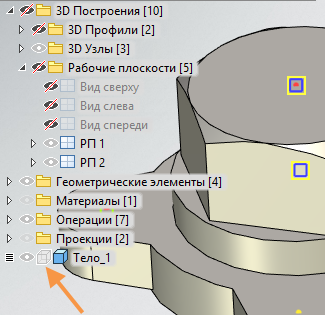 3D Построения [10]
3D Профили [2]
3D Узлы [3]
Рабочие плоскости [5]
Вид сверху
Вид слева
Вид спереди
РП 1
РП 2
Геометрические элементы [4]
Материалы [1]
Операции [7]
Проекции [2]
Тело_1